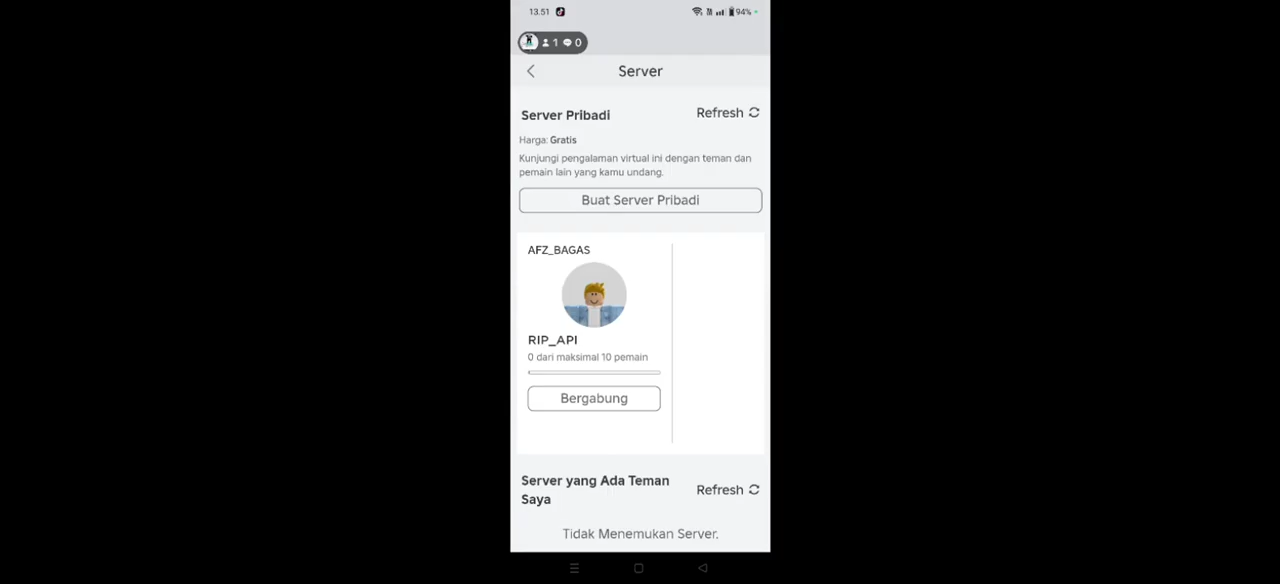 13.51
94%
1 0
Server
Server Pribadi
Refresh
Harga: Gratis
Kunjungi pengalaman virtual ini dengan teman dan
pemain lain yang kamu undang.
Buat Server Pribadi
AFZ_BAGAS
RIP_API
0 dari maksimal 10 pemain
Bergabung
Server yang Ada Teman
Saya
Refresh
Tidak Menemukan Server.